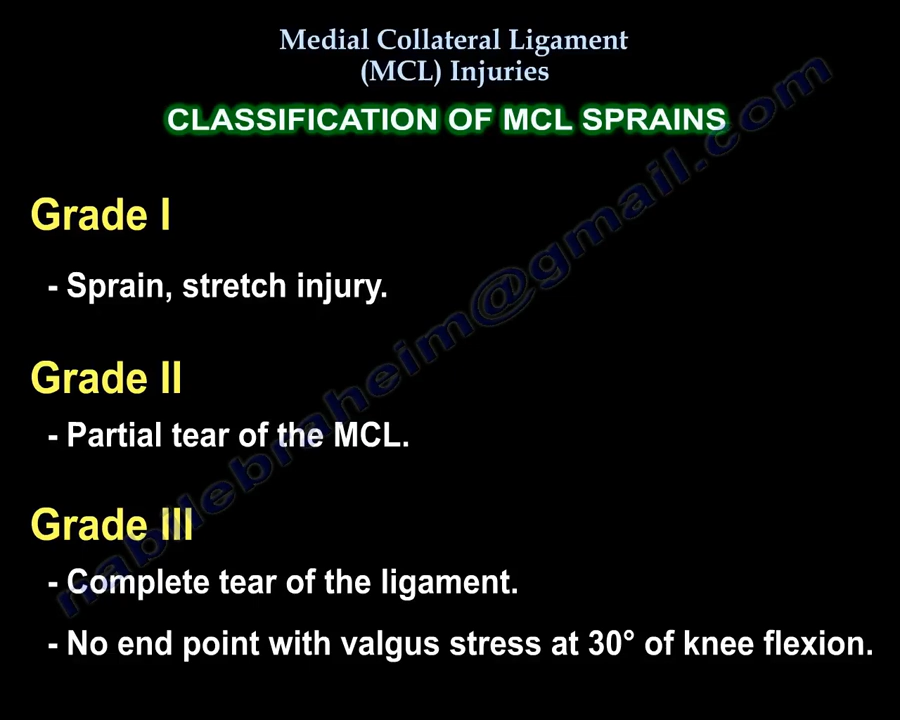 Medial Collateral Ligament
(MCL) Injuries
CLASSIFICATION OF MCL SPRAINS
Grade I
- Sprain, stretch injury.
Grade II
- Partial tear of the MCL.
Grade III
- Complete tear of the ligament.
- No end point with valgus stress at 30° of knee flexion.
nabilebraheim@gmail.com